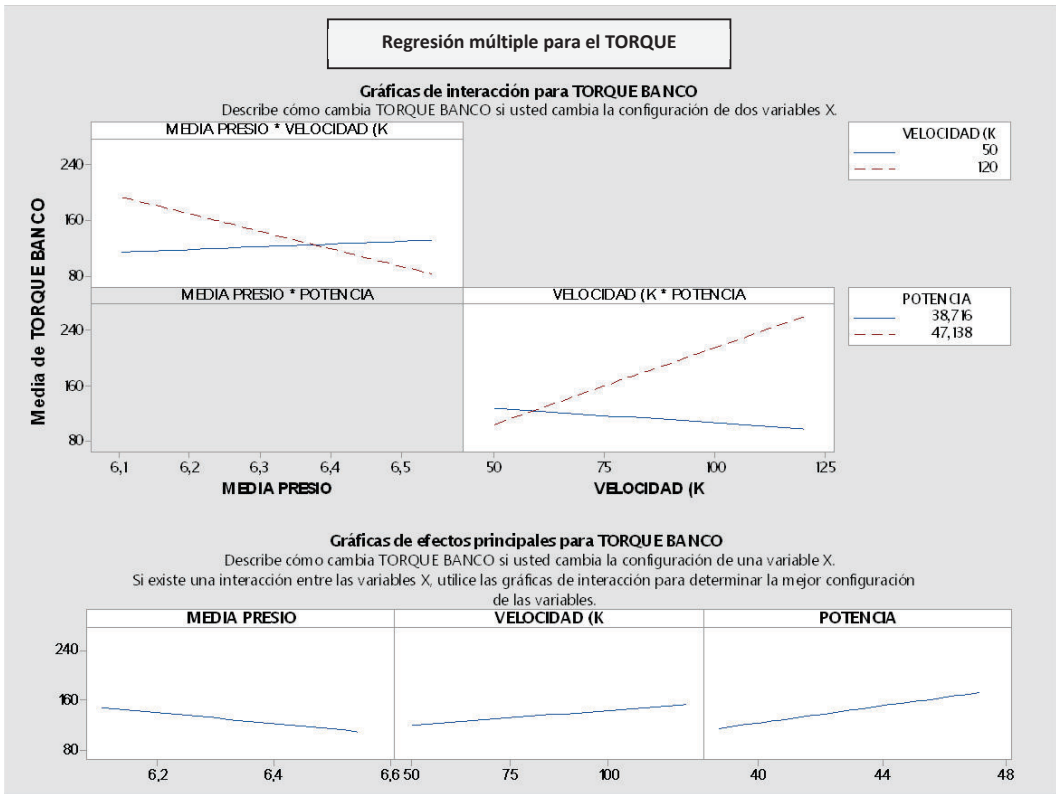 Regresión múltiple para el TORQUE
Gráficas de interacción para TORQUE BANCO
Describe cómo cambia TORQUE BANCO si usted cambia la configuración de dos variables X.
MEDIA PRESIO * VELOCIDAD (K
VELOCIDAD (K
50
120
240
160
80
MEDIA PRESIO * POTENCIA
VELOCIDAD (K * POTENCIA
POTENCIA
38,716
47,138
240
160
80
Media de TORQUE BANCO
6,1 6,2 6,3 6,4 6,5
50 75 100 125
MEDIA PRESIO
VELOCIDAD (K
Gráficas de efectos principales para TORQUE BANCO
Describe cómo cambia TORQUE BANCO si usted cambia la configuración de una variable X.
Si existe una interacción entre las variables X, utilice las gráficas de interacción para determinar la mejor configuración
de las variables.
MEDIA PRESIO
VELOCIDAD (K
POTENCIA
240
160
80
6,2 6,4 6,6
50 75 100
40 44 48